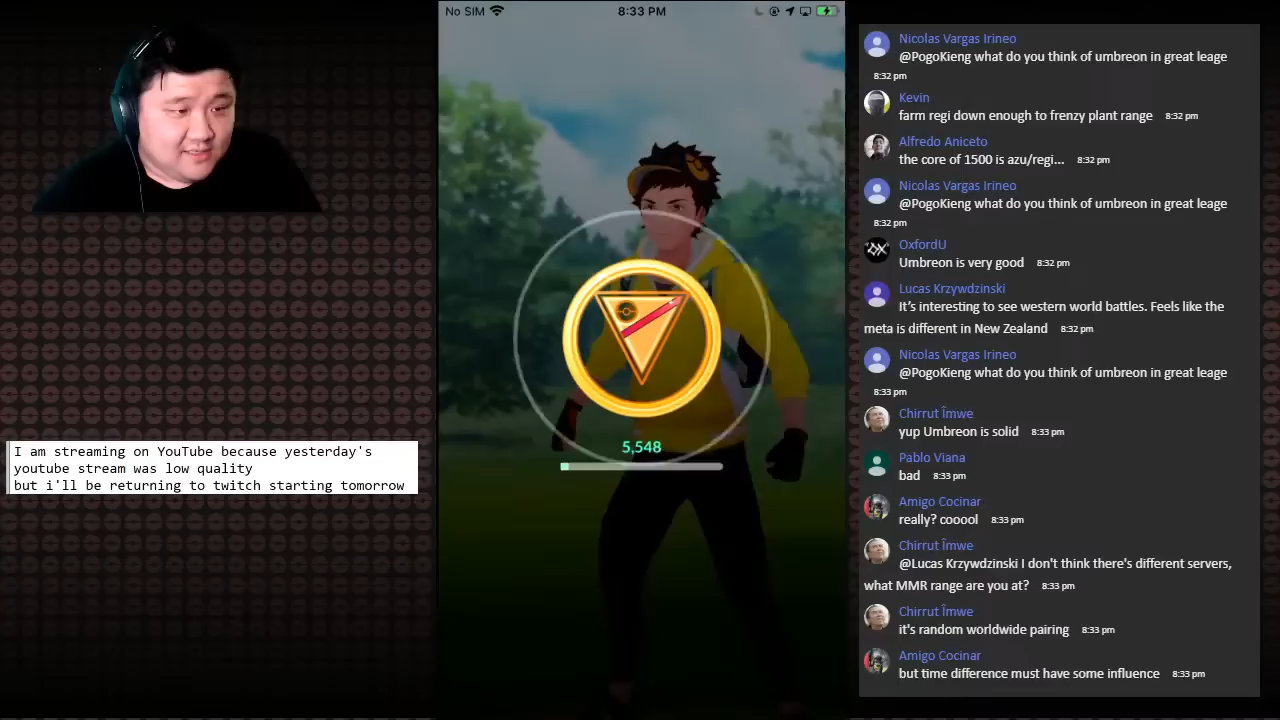 No SIM
8:33 PM
5,548
I am streaming on YouTube because yesterday's
youtube stream was low quality
but i'll be returning to twitch starting tomorrow
Nicolas Vargas Irineo
@PogoKieng what do you think of umbreon in great leage
8:32 pm
Kevin
farm regi down enough to frenzy plant range 8:32 pm
Alfredo Aniceto
the core of 1500 is azu/regi... 8:32 pm
Nicolas Vargas Irineo
@PogoKieng what do you think of umbreon in great leage
8:32 pm
OxfordU
Umbreon is very good 8:32 pm
Lucas Krzywdzinski
It's interesting to see western world battles. Feels like the
meta is different in New Zealand 8:32 pm
Nicolas Vargas Irineo
@PogoKieng what do you think of umbreon in great leage
8:33 pm
Chirrut Îmwe
yup Umbreon is solid 8:33 pm
Pablo Viana
bad 8:33 pm
Amigo Cocinar
really? cooool 8:33 pm
Chirrut Îmwe
@Lucas Krzywdzinski I don't think there's different servers,
what MMR range are you at? 8:33 pm
Chirrut Îmwe
it's random worldwide pairing 8:33 pm
Amigo Cocinar
but time difference must have some influence 8:33 pm